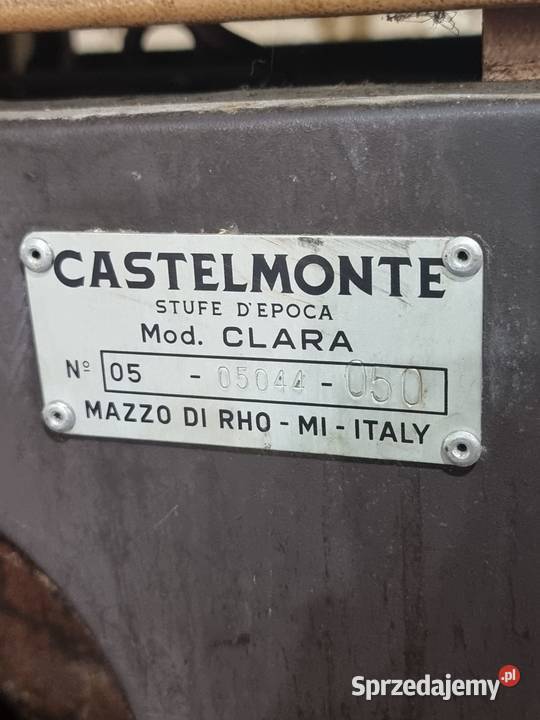 CASTELMONTE
STUFE D'EPOCA
Mod. CLARA
Nº 05 - 05044 - 050
MAZZO DI RHO - MI - ITALY
Sprzedajemy.pl